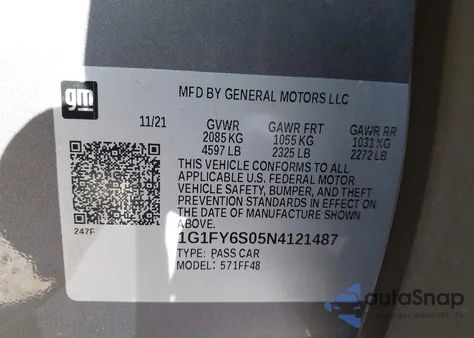 gm
MFD BY GENERAL MOTORS LLC
11/21 GVWR GAWR FRT GAWR RR
2085 KG 1055 KG 1031 KG
4597 LB 2325 LB 2272 LB
THIS VEHICLE CONFORMS TO ALL
APPLICABLE U.S. FEDERAL MOTOR
VEHICLE SAFETY, BUMPER, AND THEFT
PREVENTION STANDARDS IN EFFECT ON
THE DATE OF MANUFACTURE SHOWN
ABOVE.
247F
1G1FY6S05N4121487
TYPE: PASS CAR
MODEL: 571FF48
autaSnap